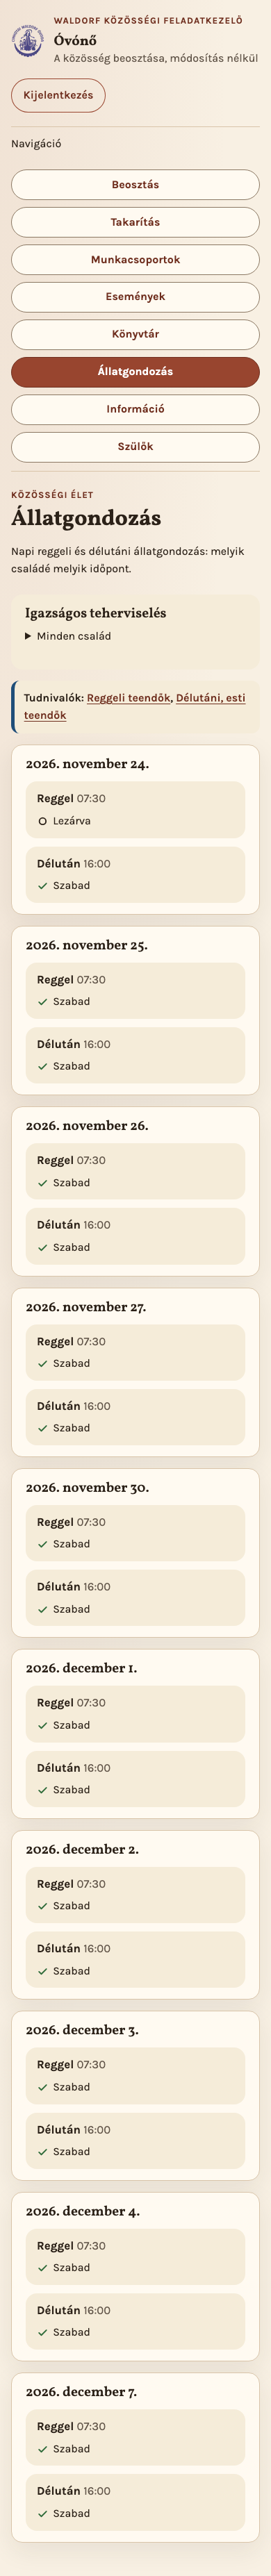 WALDORF KÖZÖSSÉGI FELADATKEZELŐ
Óvónő
A közösség beosztása, módosítás nélkül
Kijelentkezés
Navigáció
Beosztás
Takarítás
Munkacsoportok
Események
Könyvtár
Állatgondozás
Információ
Szülők
KÖZÖSSÉGI ÉLET
Állatgondozás
Napi reggeli és délutáni állatgondozás: melyik
családé melyik időpont.
Igazságos teherviselés
Minden család
Tudnivalók: Reggeli teendők, Délutáni, esti
teendők
2026. november 24.
Reggel 07:30
Lezárva
Délután 16:00
Szabad
2026. november 25.
Reggel 07:30
Szabad
Délután 16:00
Szabad
2026. november 26.
Reggel 07:30
Szabad
Délután 16:00
Szabad
2026. november 27.
Reggel 07:30
Szabad
Délután 16:00
Szabad
2026. november 30.
Reggel 07:30
Szabad
Délután 16:00
Szabad
2026. december 1.
Reggel 07:30
Szabad
Délután 16:00
Szabad
2026. december 2.
Reggel 07:30
Szabad
Délután 16:00
Szabad
2026. december 3.
Reggel 07:30
Szabad
Délután 16:00
Szabad
2026. december 4.
Reggel 07:30
Szabad
Délután 16:00
Szabad
2026. december 7.
Reggel 07:30
Szabad
Délután 16:00
Szabad